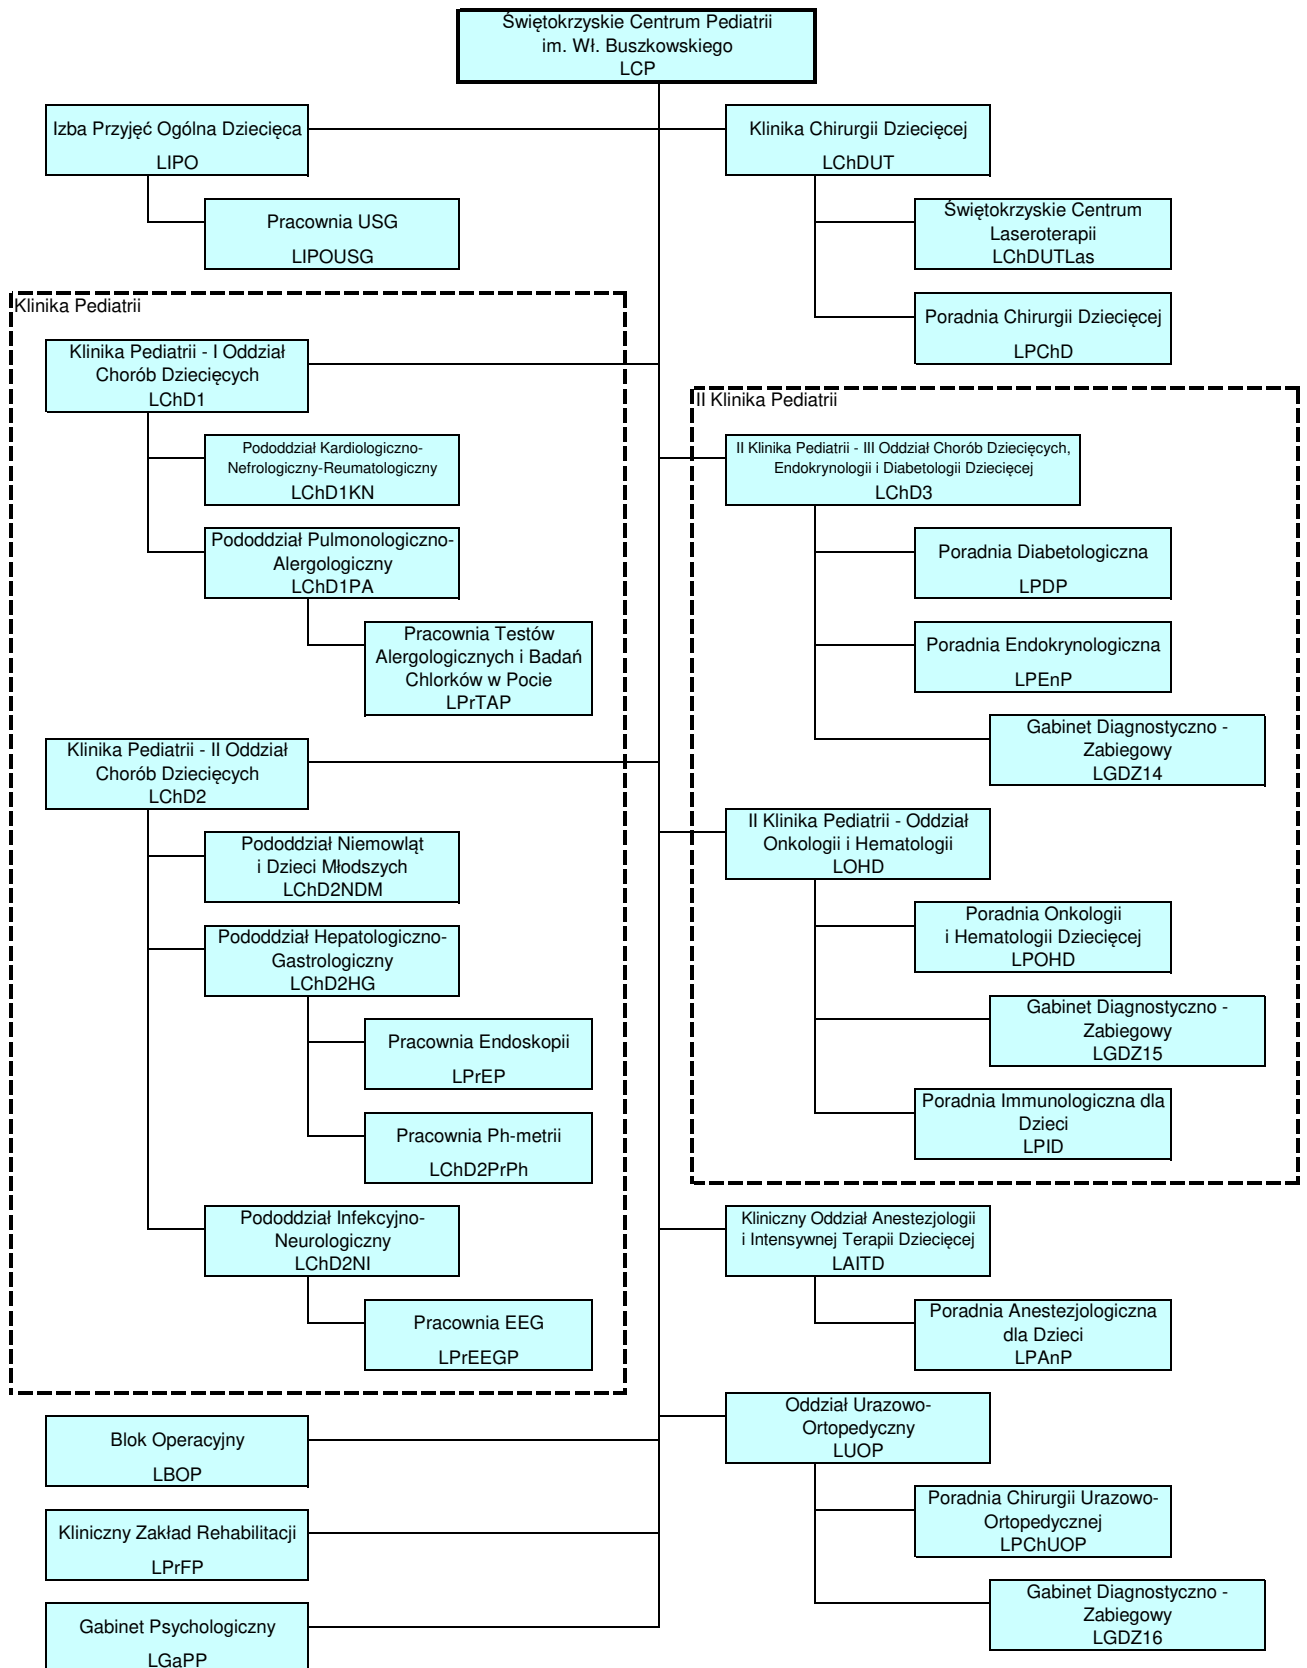 Świętokrzyskie Centrum Pediatrii
im. Wł. Buszkowskiego
LCP
Izba Przyjęć Ogólna Dziecięca
LIPO
Pracownia USG
LIPOUSG
Klinika Chirurgii Dziecięcej
LChDUT
Świętokrzyskie Centrum
Laseroterapii
LChDUTLas
Poradnia Chirurgii Dziecięcej
LPChD
Klinika Pediatrii
Klinika Pediatrii - I Oddział
Chorób Dziecięcych
LChD1
Pododdział Kardiologiczno-
Nefrologiczny-Reumatologiczny
LChD1KN
Pododdział Pulmonologiczno-
Alergologiczny
LChD1PA
Pracownia Testów
Alergologicznych i Badań
Chlorków w Pocie
LPrTAP
Klinika Pediatrii - II Oddział
Chorób Dziecięcych
LChD2
Pododdział Niemowląt
i Dzieci Młodszych
LChD2NDM
Pododdział Hepatologiczno-
Gastrologiczny
LChD2HG
Pracownia Endoskopii
LPrEP
Pracownia Ph-metrii
LChD2PrPh
Pododdział Infekcyjno-
Neurologiczny
LChD2NI
Pracownia EEG
LPrEEGP
II Klinika Pediatrii
II Klinika Pediatrii - III Oddział Chorób Dziecięcych,
Endokrynologii i Diabetologii Dziecięcej
LChD3
Poradnia Diabetologiczna
LPDP
Poradnia Endokrynologiczna
LPEnP
Gabinet Diagnostyczno -
Zabiegowy
LGDZ14
II Klinika Pediatrii - Oddział
Onkologii i Hematologii
LOHD
Poradnia Onkologii
i Hematologii Dziecięcej
LPOHD
Gabinet Diagnostyczno -
Zabiegowy
LGDZ15
Poradnia Immunologiczna dla
Dzieci
LPID
Kliniczny Oddział Anestezjologii
i Intensywnej Terapii Dziecięcej
LAITD
Poradnia Anestezjologiczna
dla Dzieci
LPAnP
Oddział Urazowo-
Ortopedyczny
LUOP
Poradnia Chirurgii Urazowo-
Ortopedycznej
LPChUOP
Gabinet Diagnostyczno -
Zabiegowy
LGDZ16
Blok Operacyjny
LBOP
Kliniczny Zakład Rehabilitacji
LPrFP
Gabinet Psychologiczny
LGaPP